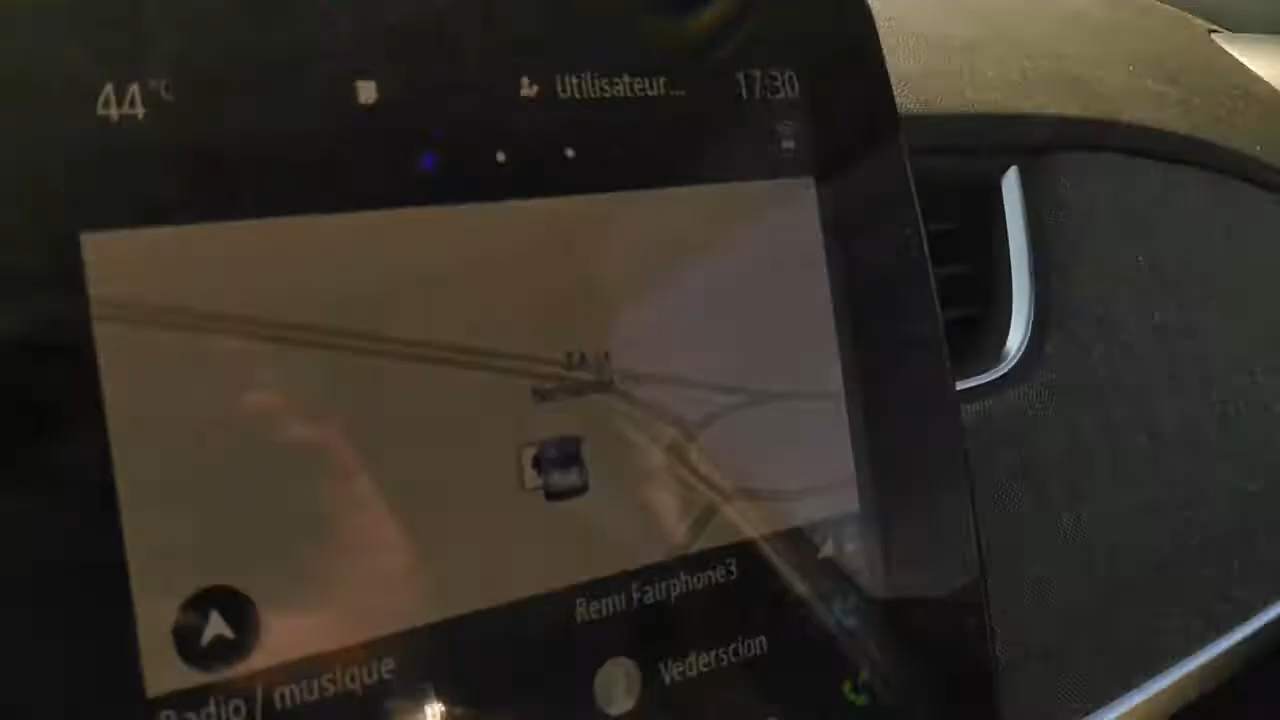 44°C
Utilisateur...
17:30
Remi Fairphone3
Vederscion
Radio / musique